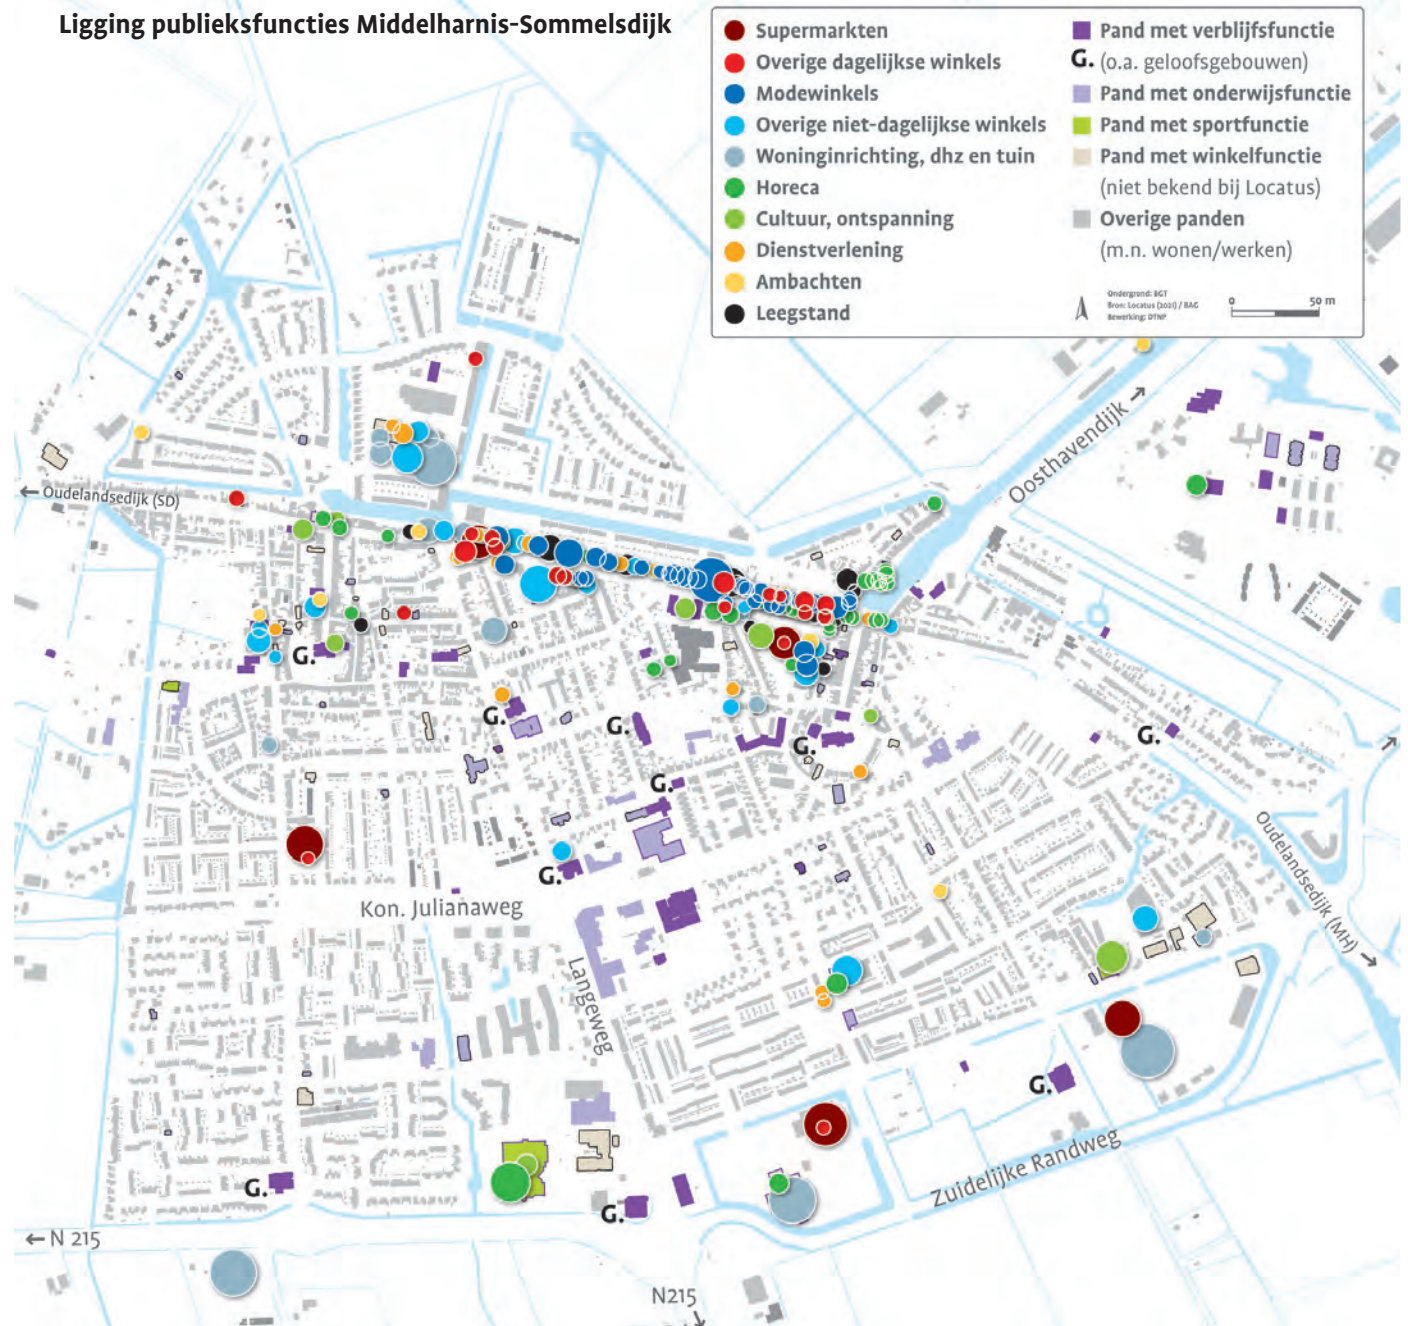 Ligging publieksfuncties Middelharnis-Sommelsdijk
Supermarkten
Overige dagelijkse winkels
Modewinkels
Overige niet-dagelijkse winkels
Woninginrichting, dhz en tuin
Horeca
Cultuur, ontspanning
Dienstverlening
Ambachten
Leegstand
Pand met verblijfsfunctie
G. (o.a. geloofsgebouwen)
Pand met onderwijsfunctie
Pand met sportfunctie
Pand met winkelfunctie
(niet bekend bij Locatus)
Overige panden
(m.n. wonen/werken)
Ondergrond: BGT
Bron: Locatus (2021) / BAG
Bewerking: DTNP
0 50 m
Oosthavendijk
← Oudelandsedijk (SD)
G.
G.
G.
G.
G.
G.
G.
Oudelandsedijk (MH)
Kon. Julianaweg
Langeweg
G.
G.
G.
Zuidelijke Randweg
← N 215
N215